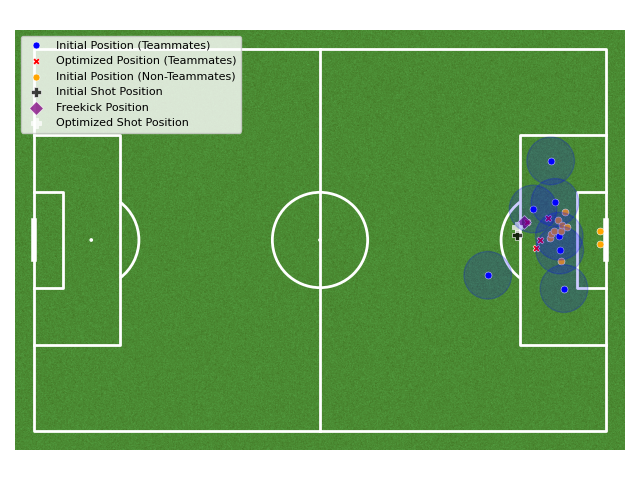 Initial Position (Teammates)
Optimized Position (Teammates)
Initial Position (Non-Teammates)
Initial Shot Position
Freekick Position
Optimized Shot Position